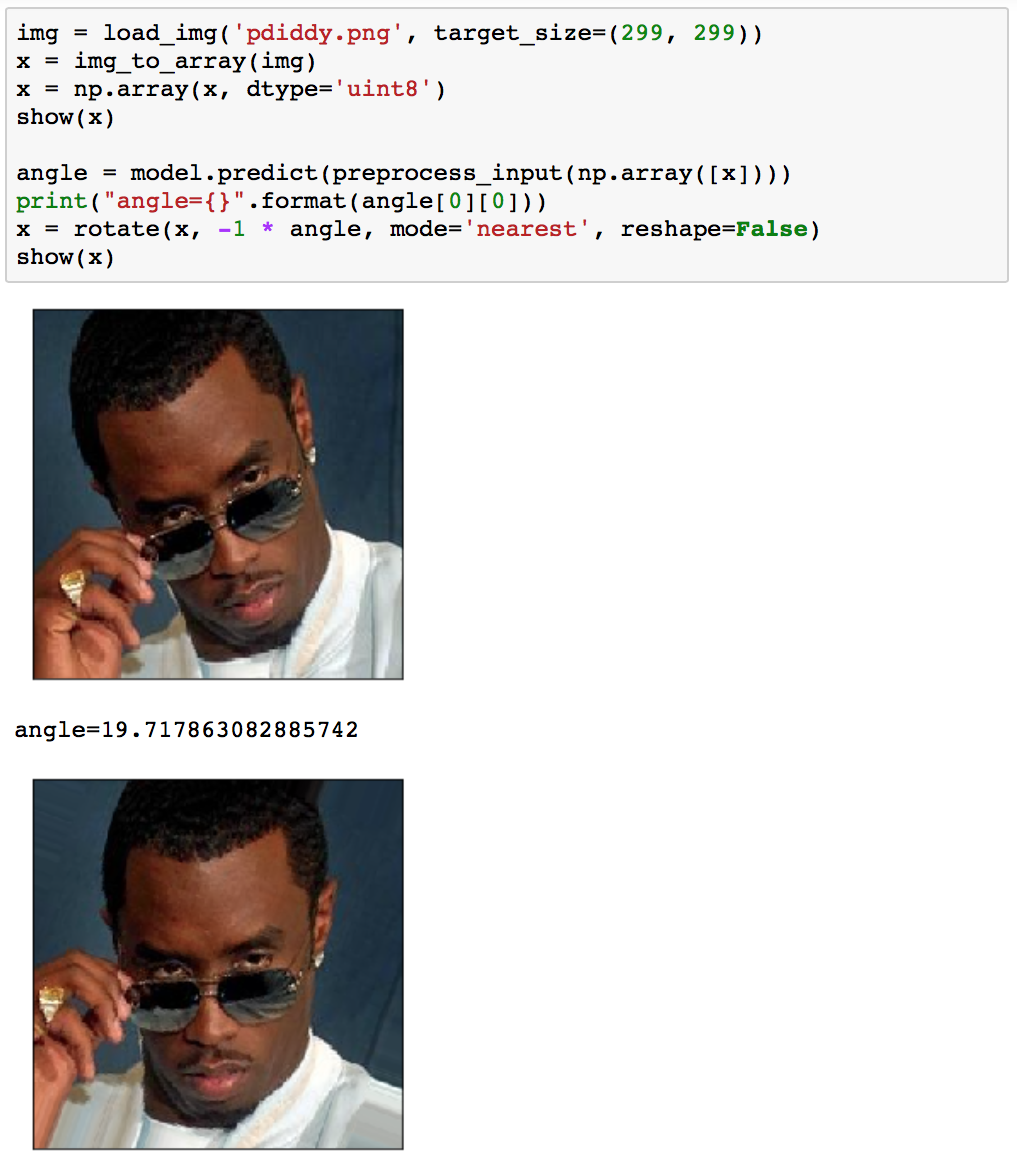 img = load_img('pdiddy.png', target_size=(299, 299))
x = img_to_array(img)
x = np.array(x, dtype='uint8')
show(x)

angle = model.predict(preprocess_input(np.array([x])))
print("angle={}".format(angle[0][0]))
x = rotate(x, -1 * angle, mode='nearest', reshape=False)
show(x)
angle=19.717863082885742